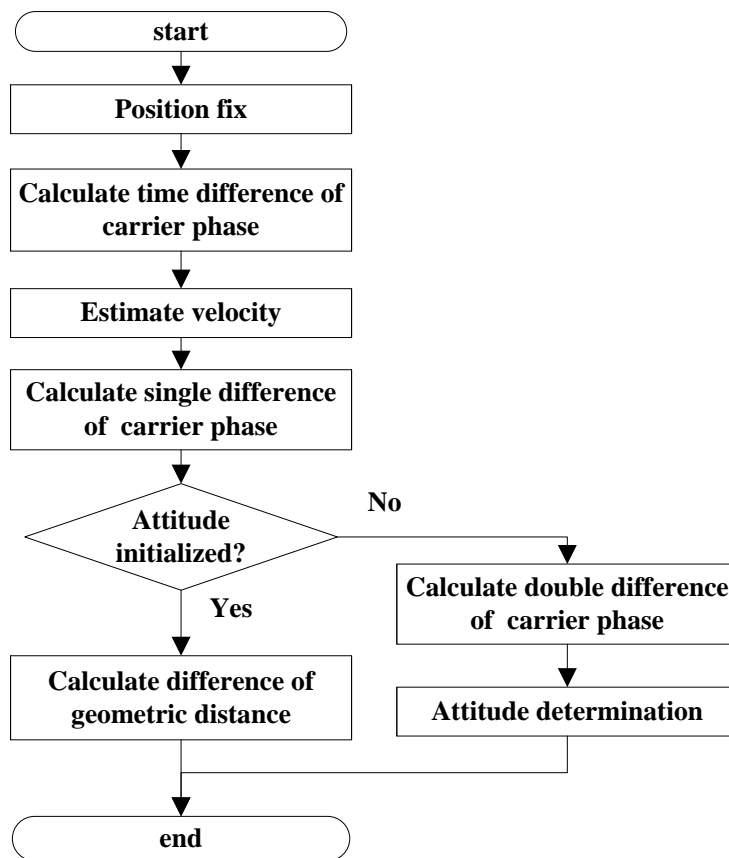 start
Position fix
Calculate time difference of
carrier phase
Estimate velocity
Calculate single difference
of carrier phase
Attitude
initialized?
No
Yes
Calculate double difference
of carrier phase
Calculate difference of
geometric distance
Attitude determination
end